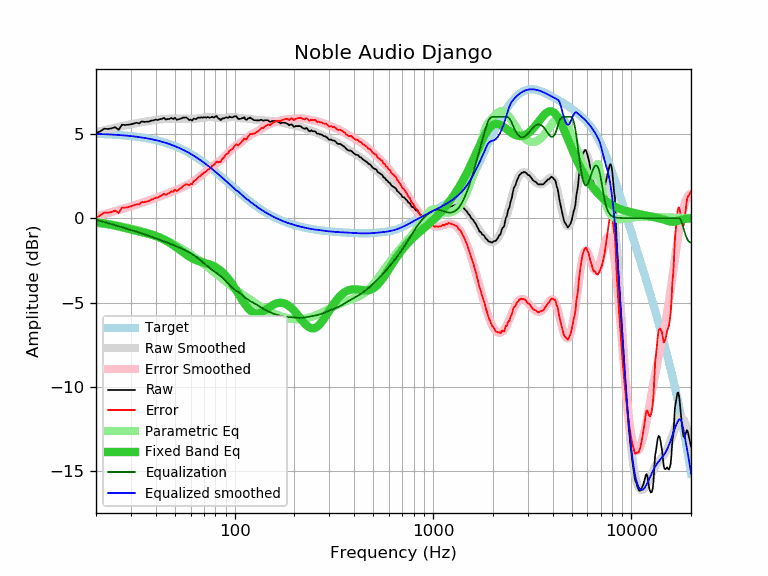 Noble Audio Django
Amplitude (dBr)
5
0
−5
−10
−15
Target
Raw Smoothed
Error Smoothed
Raw
Error
Parametric Eq
Fixed Band Eq
Equalization
Equalized smoothed
100
1000
10000
Frequency (Hz)